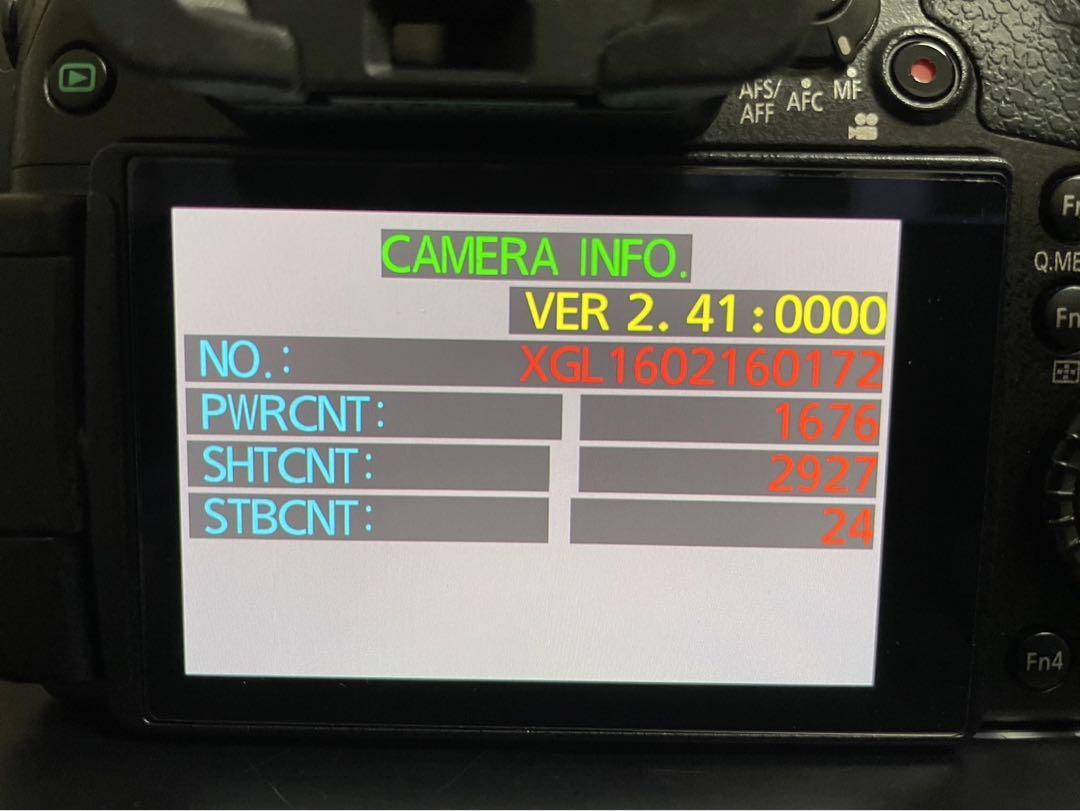 AFS/ AFC MF
AFF
CAMERA INFO.
VER 2. 41:0000
NO.: XGL1602160172
PWRCNT: 1676
SHTCNT: 2927
STBCNT: 24
Q.ME
Fn
Fn4